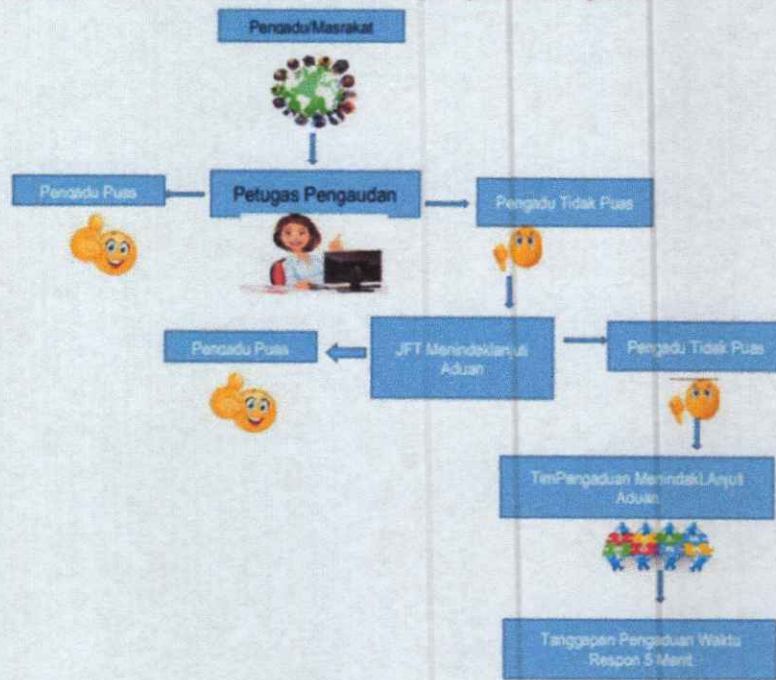 Pengadu/Masrakat
Pengadu Puas
Petugas Pengaudan
Pengadu Tidak Puas
Pengadu Puas
JFT Menindaklanjuti
Aduan
Pengadu Tidak Puas
TimPengaduan MenindakLAnjuti
Aduan
Tanggapan Pengaduan Waktu
Respon 5 Menit